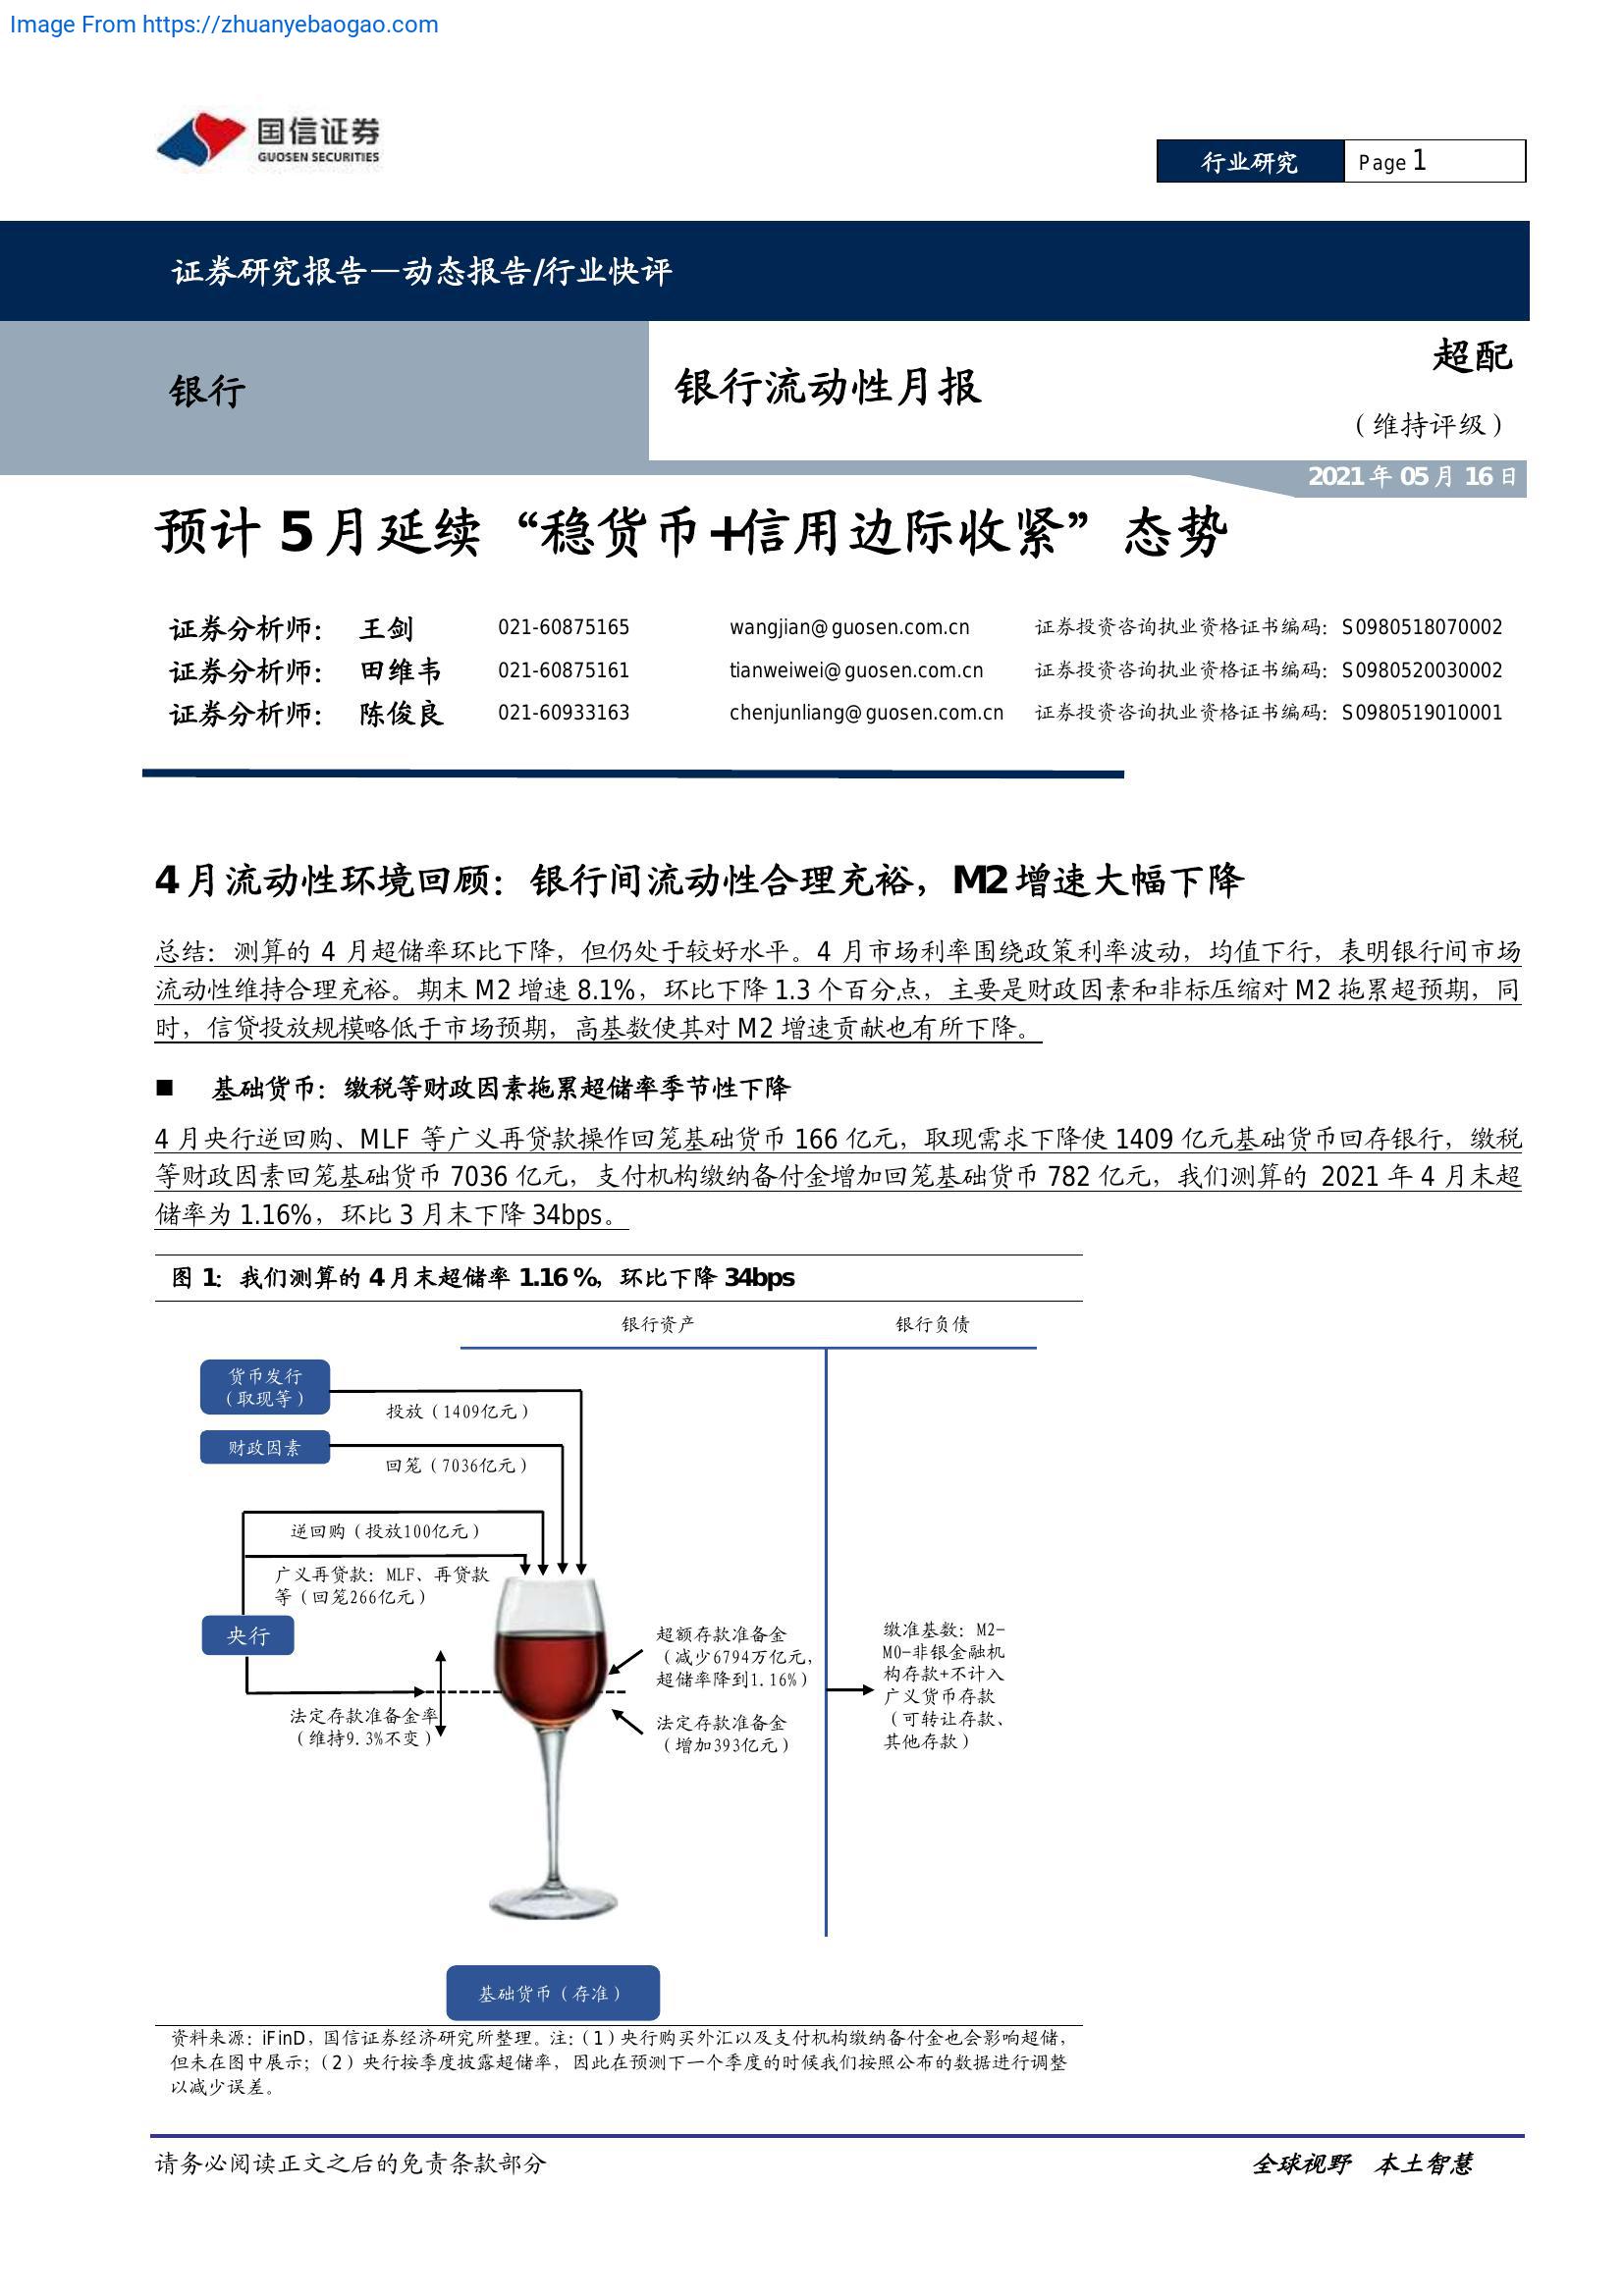 Image From https://zhuanyebaogao.com
国信证券
GUOSEN SECURITIES
行业研究 Page 1
证券研究报告—动态报告/行业快评
银行
银行流动性月报
超配
（维持评级）
2021 年 05 月 16 日
预计 5 月延续“稳货币+信用边际收紧”态势
证券分析师： 王剑 021-60875165 wangjian@guosen.com.cn 证券投资咨询执业资格证书编码：S0980518070002
证券分析师： 田维韦 021-60875161 tianweiwei@guosen.com.cn 证券投资咨询执业资格证书编码：S0980520030002
证券分析师： 陈俊良 021-60933163 chenjunliang@guosen.com.cn 证券投资咨询执业资格证书编码：S0980519010001
4 月流动性环境回顾：银行间流动性合理充裕，M2 增速大幅下降
总结：测算的 4 月超储率环比下降，但仍处于较好水平。4 月市场利率围绕政策利率波动，均值下行，表明银行间市场
流动性维持合理充裕。期末 M2 增速 8.1%，环比下降 1.3 个百分点，主要是财政因素和非标压缩对 M2 拖累超预期，同
时，信贷投放规模略低于市场预期，高基数使其对 M2 增速贡献也有所下降。
■ 基础货币：缴税等财政因素拖累超储率季节性下降
4 月央行逆回购、MLF 等广义再贷款操作回笼基础货币 166 亿元，取现需求下降使 1409 亿元基础货币回存银行，缴税
等财政因素回笼基础货币 7036 亿元，支付机构缴纳备付金增加回笼基础货币 782 亿元，我们测算的 2021 年 4 月末超
储率为 1.16%，环比 3 月末下降 34bps。
图 1：我们测算的 4 月末超储率 1.16 %，环比下降 34bps
银行资产 银行负债
货币发行
（取现等）
投放（1409亿元）
财政因素
回笼（7036亿元）
逆回购（投放100亿元）
广义再贷款：MLF、再贷款
等（回笼266亿元）
央行
法定存款准备金率
（维持9.3%不变）
超额存款准备金
（减少6794万亿元，
超储率降到1.16%）
法定存款准备金
（增加393亿元）
缴准基数：M2-
M0-非银金融机
构存款+不计入
广义货币存款
（可转让存款、
其他存款）
基础货币（存准）
资料来源：iFinD，国信证券经济研究所整理。注：（1）央行购买外汇以及支付机构缴纳备付金也会影响超储，
但未在图中展示；（2）央行按季度披露超储率，因此在预测下一个季度的时候我们按照公布的数据进行调整
以减少误差。
请务必阅读正文之后的免责条款部分 全球视野 本土智慧